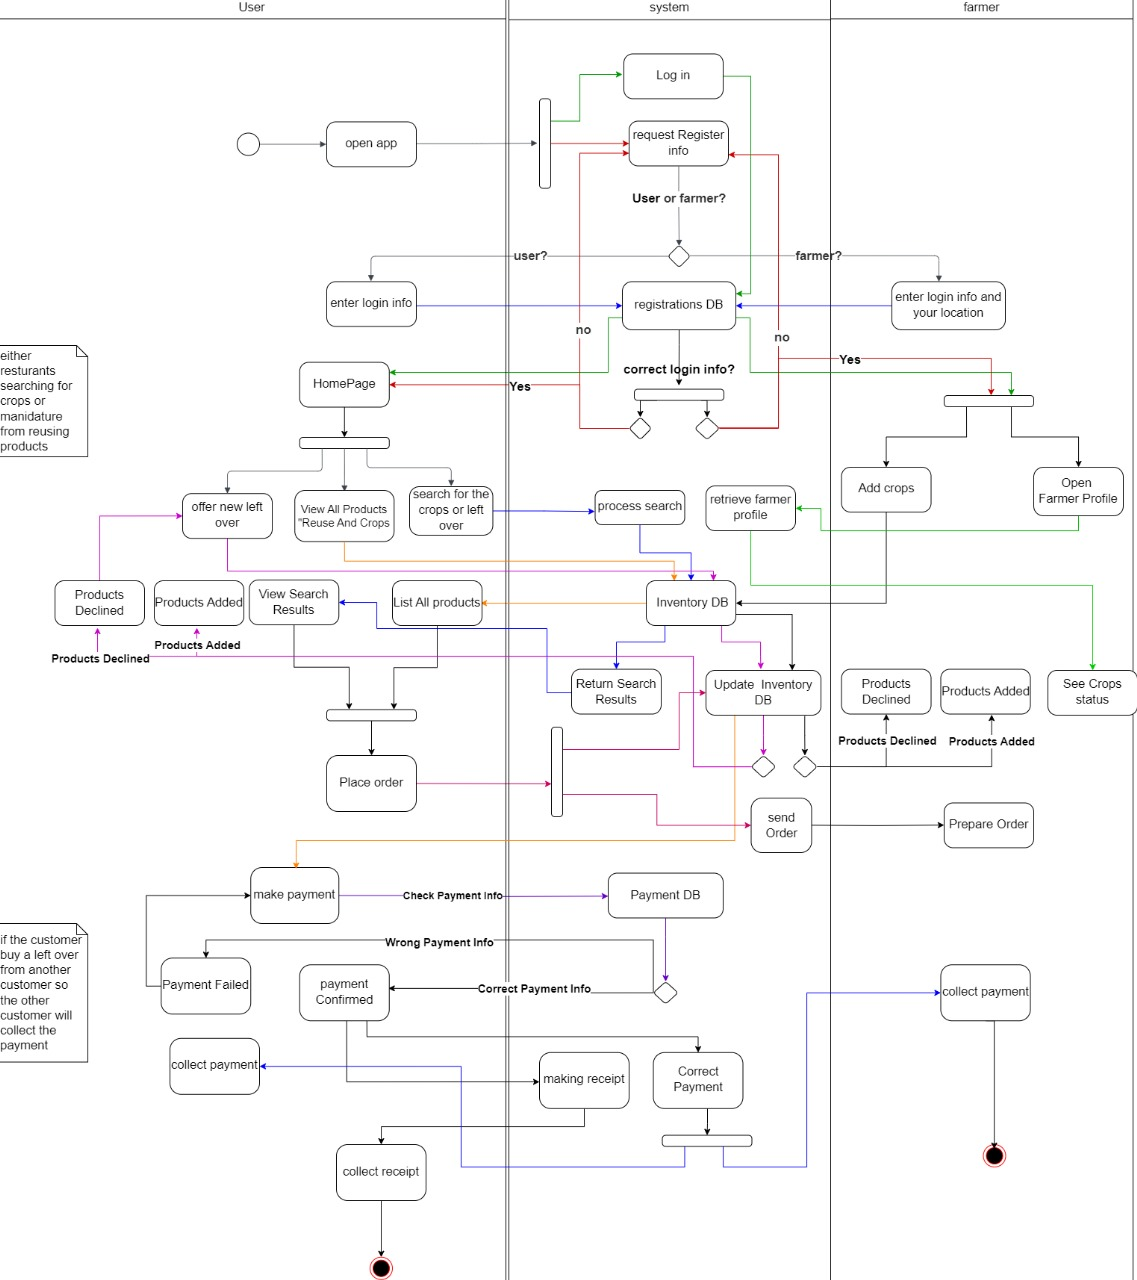 User
system
farmer
Log in
open app
request Register
info
User or farmer?
user?
farmer?
enter login info
registrations DB
enter login info and
your location
no
no
either
resturants
searching for
crops or
manidature
from reusing
products
HomePage
Yes
correct login info?
Yes
offer new left
over
View All Products
"Reuse And Crops
search for the
crops or left
over
process search
retrieve farmer
profile
Add crops
Open
Farmer Profile
Products
Declined
Products Added
View Search
Results
List All products
Inventory DB
Products Declined
Products Added
Return Search
Results
Update Inventory
DB
Products
Declined
Products Added
See Crops
status
Products Declined
Products Added
Place order
send
Order
Prepare Order
make payment
Check Payment Info
Payment DB
if the customer
buy a left over
from another
customer so
the other
customer will
collect the
payment
Wrong Payment Info
Payment Failed
payment
Confirmed
Correct Payment Info
collect payment
collect payment
making receipt
Correct
Payment
collect receipt